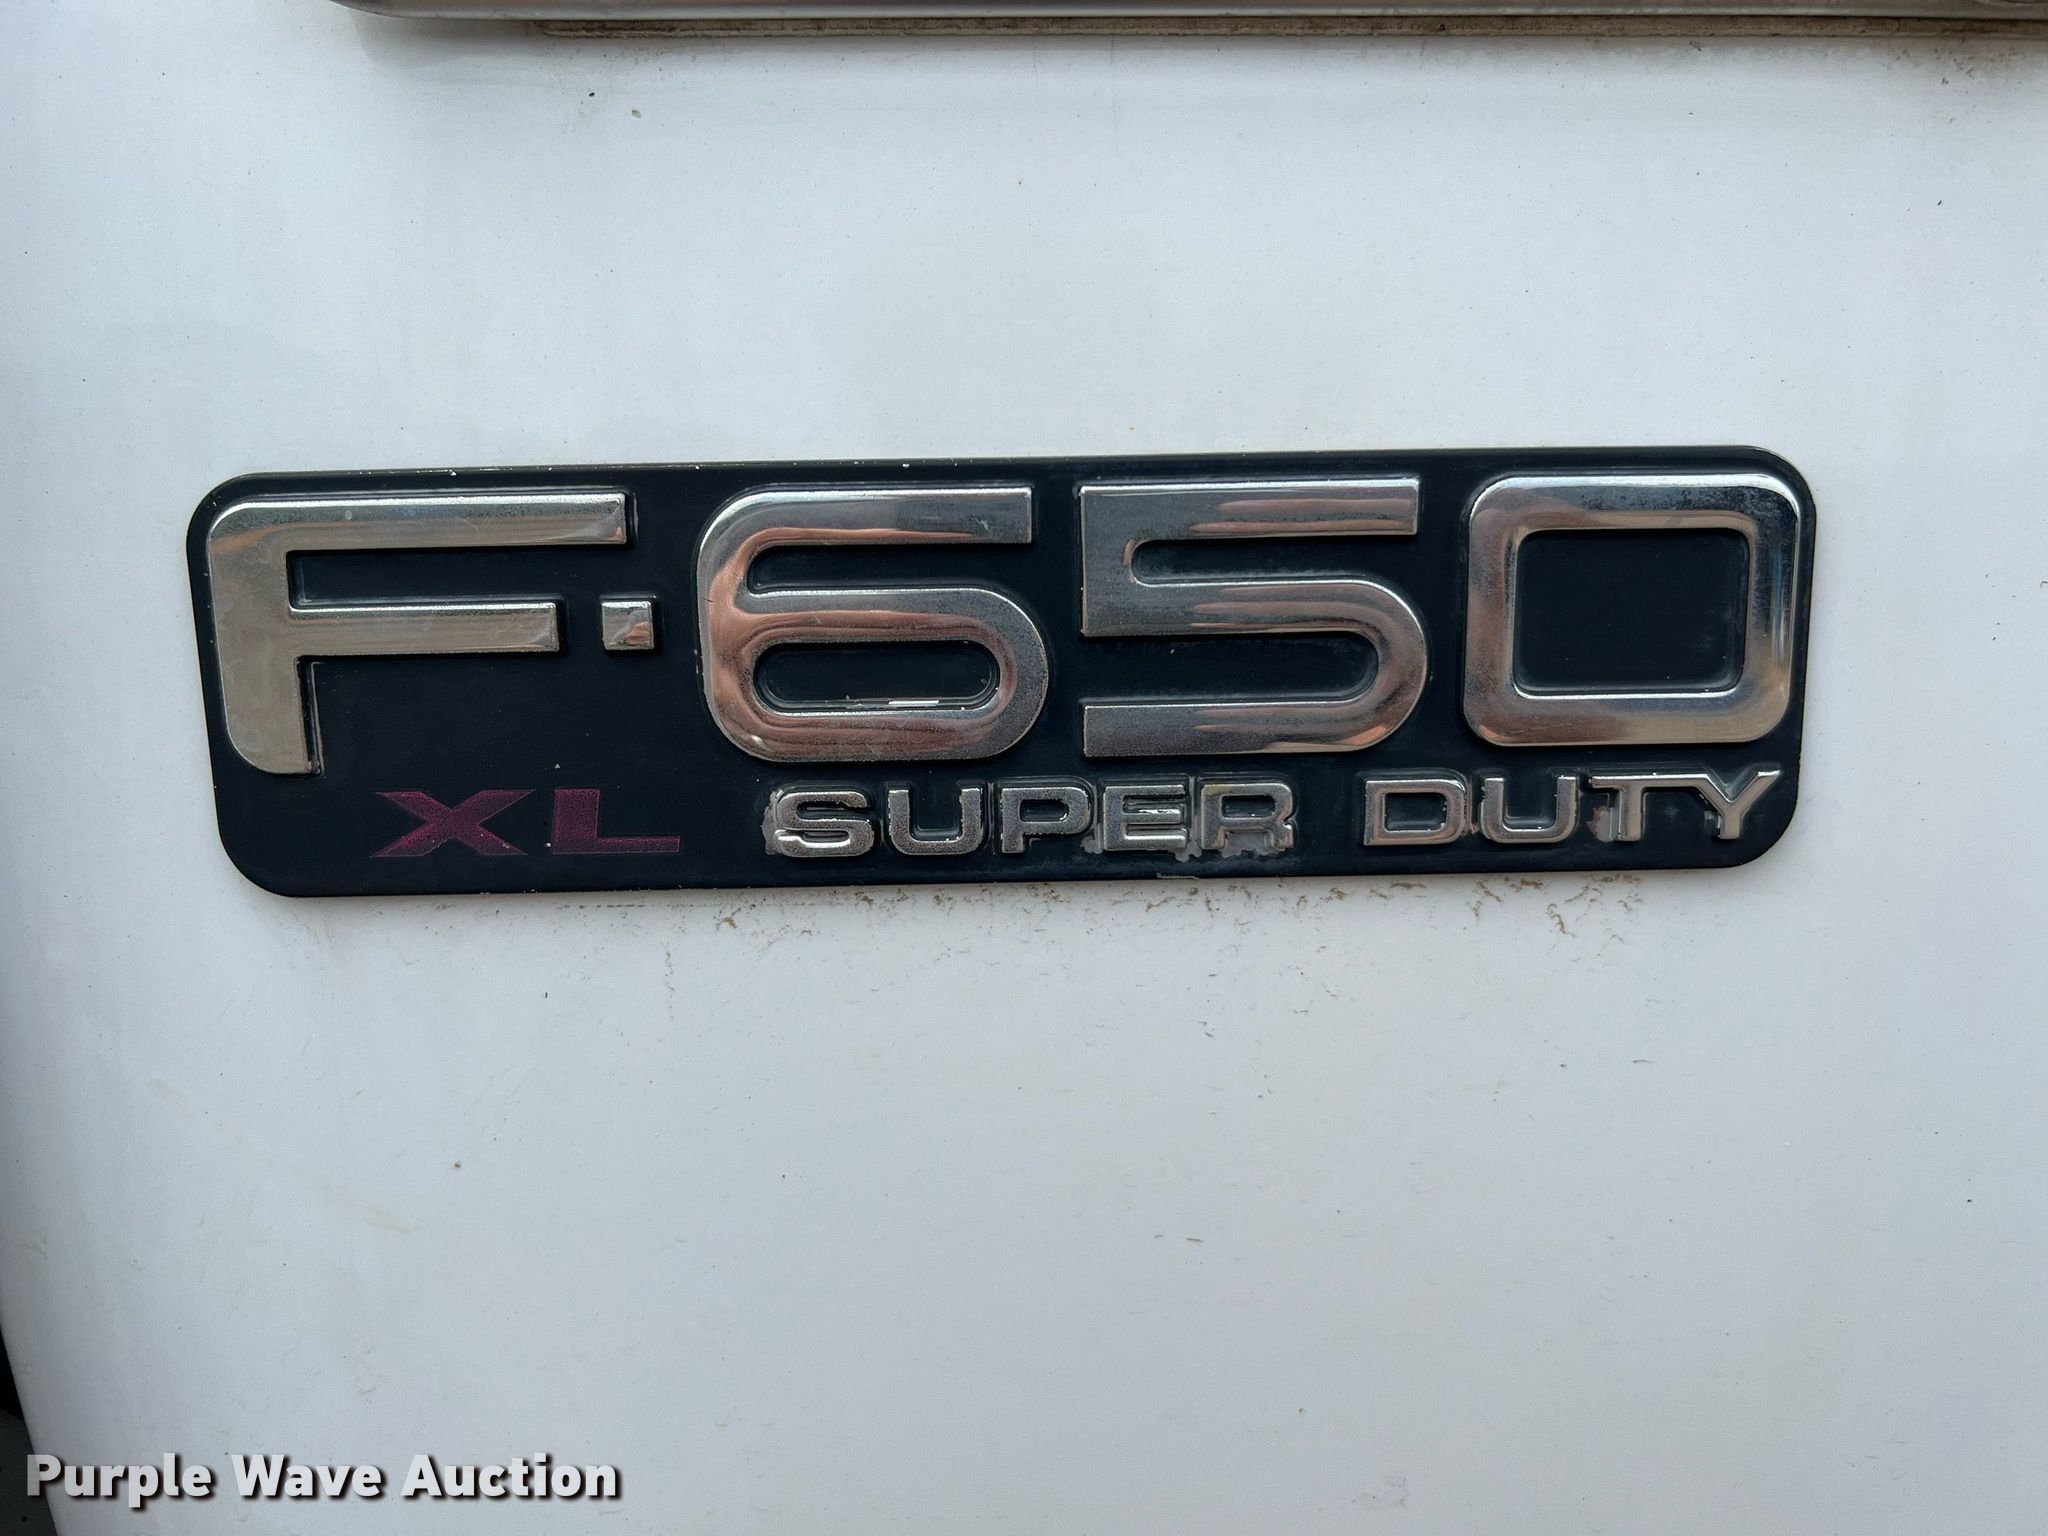 F-650
XL SUPER DUTY
Purple Wave Auction